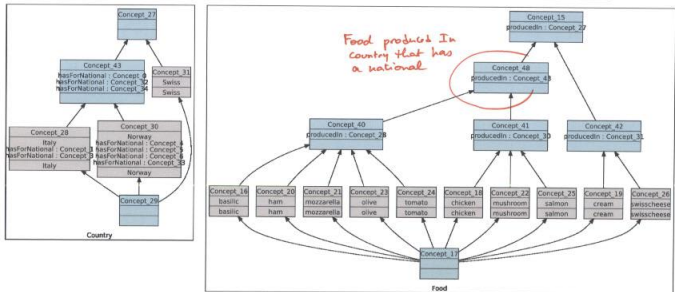 Concept_27
Concept_43
hasForNational : Concept_0
hasForNational : Concept_32
hasForNational : Concept_34
Concept_31
Swiss
Swiss
Concept_28
Italy
Italy
Concept_30
Norway
hasForNational : Concept_4
hasForNational : Concept_5
hasForNational : Concept_6
hasForNational : Concept_33
Norway
Concept_29
Country
Food produced In
country that has
a national
Concept_15
producedIn : Concept_27
Concept_48
producedIn : Concept_43
Concept_40
producedIn : Concept_28
Concept_41
producedIn : Concept_30
Concept_42
producedIn : Concept_31
Concept_16
basilic
basilic
Concept_20
ham
ham
Concept_21
mozzarella
mozzarella
Concept_23
olive
olive
Concept_24
tomato
tomato
Concept_18
chicken
chicken
Concept_22
mushroom
mushroom
Concept_25
salmon
salmon
Concept_19
cream
cream
Concept_26
swisscheese
swisscheese
Concept_17
Food